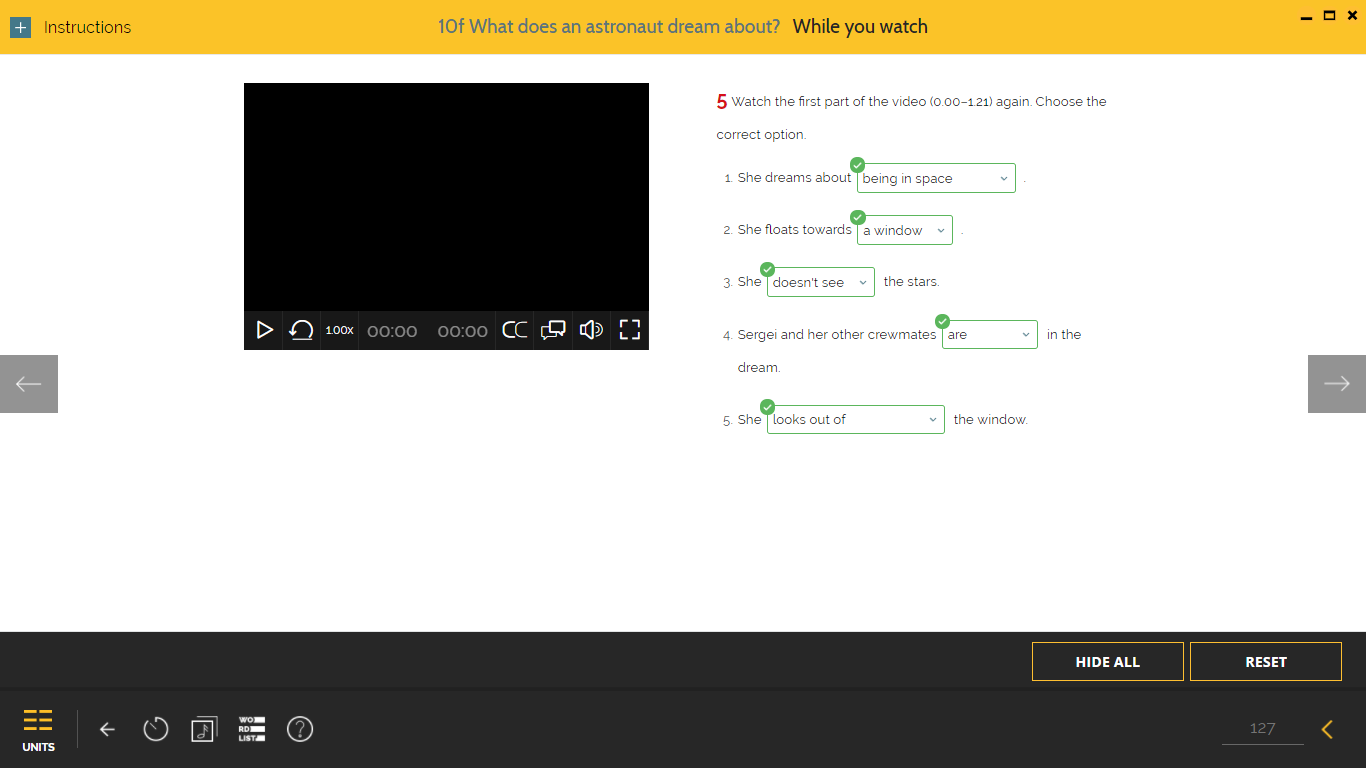 Instructions
10f What does an astronaut dream about? While you watch
5 Watch the first part of the video (0.00–1.21) again. Choose the
correct option.
1. She dreams about being in space .
2. She floats towards a window .
3. She doesn't see the stars.
4. Sergei and her other crewmates are in the
dream.
5. She looks out of the window.
1.00x 00:00 00:00 CC
HIDE ALL RESET
UNITS
WO
RD
LIST
?
127